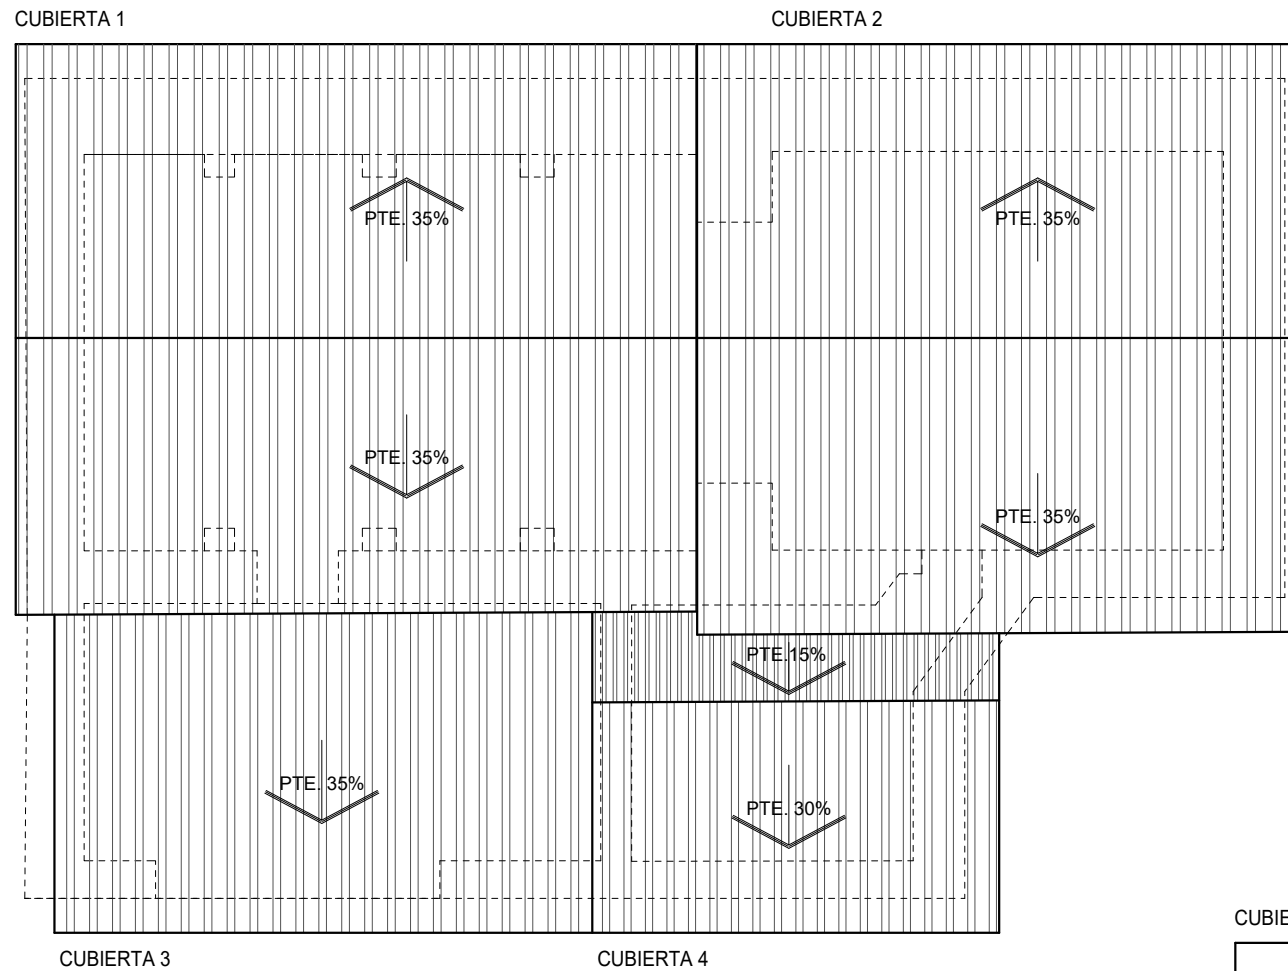 CUBIERTA 1
CUBIERTA 2
PTE. 35%
PTE. 35%
PTE. 35%
PTE. 35%
PTE.15%
PTE. 35%
PTE. 30%
CUBIERTA 3
CUBIERTA 4
CUBIE